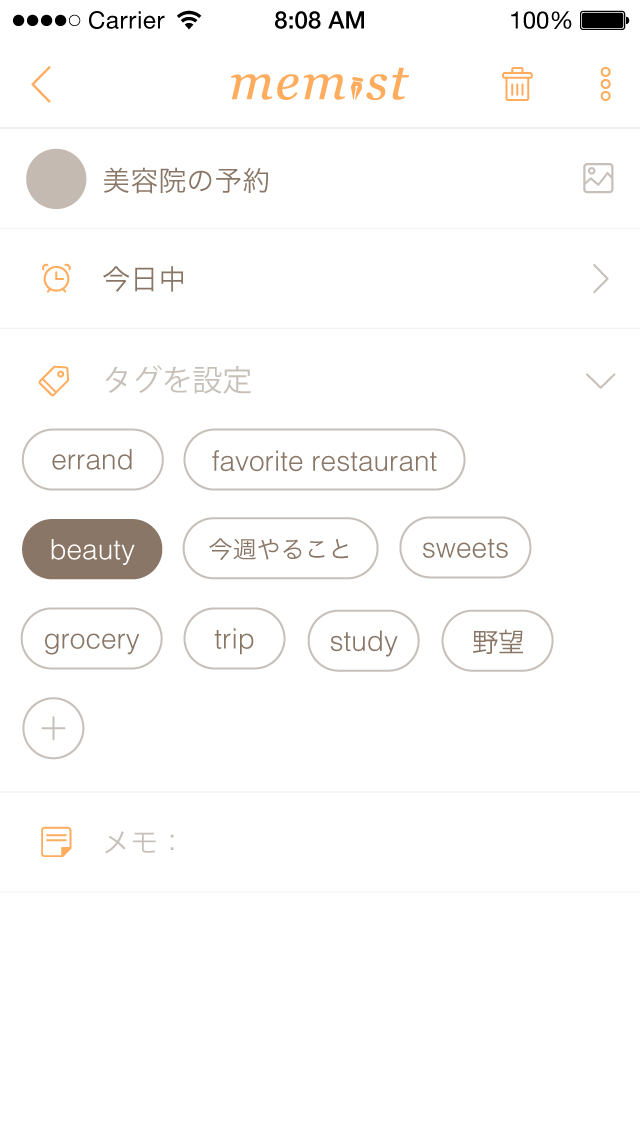 Carrier 8:08 AM 100%
memist
美容院の予約
今日中
タグを設定
errand favorite restaurant
beauty 今週やること sweets
grocery trip study 野望
メモ：